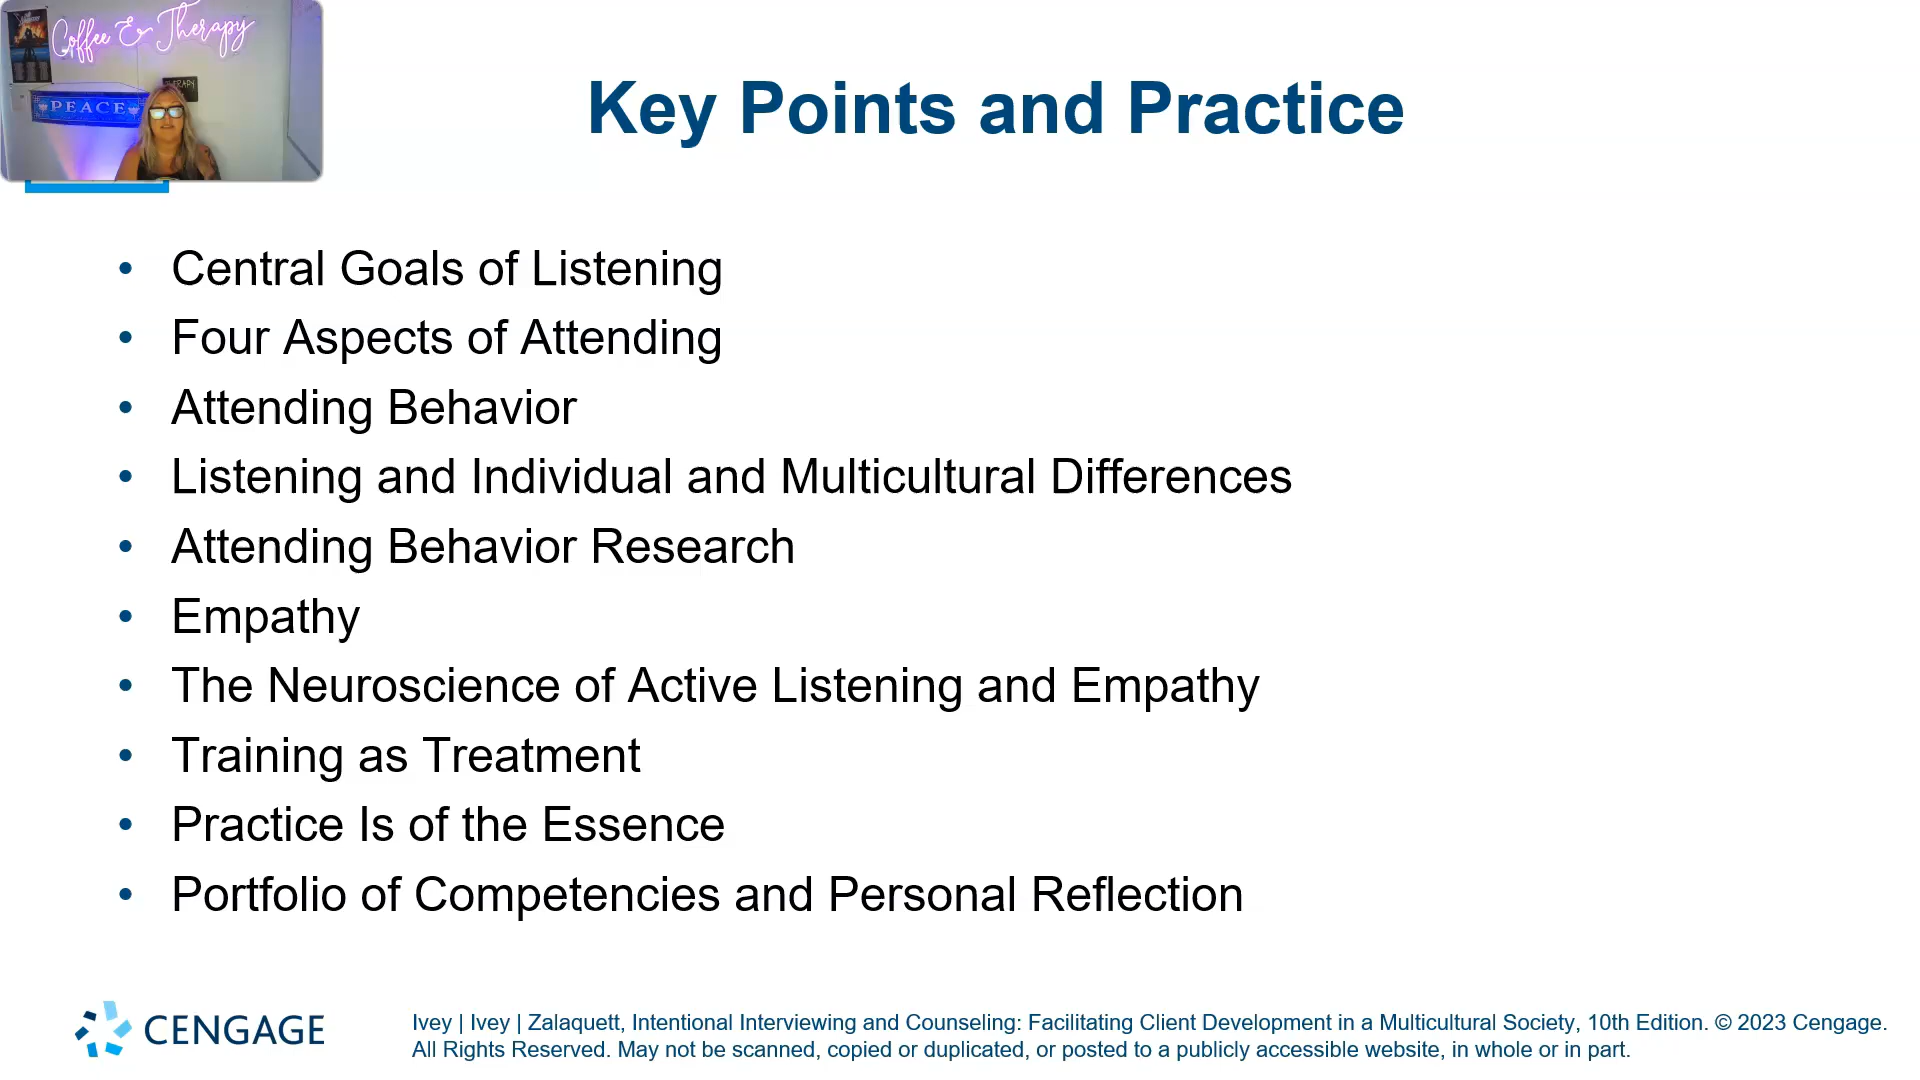 Coffee & Therapy
PEACE
Key Points and Practice
• Central Goals of Listening
• Four Aspects of Attending
• Attending Behavior
• Listening and Individual and Multicultural Differences
• Attending Behavior Research
• Empathy
• The Neuroscience of Active Listening and Empathy
• Training as Treatment
• Practice Is of the Essence
• Portfolio of Competencies and Personal Reflection
CENGAGE
Ivey | Ivey | Zalaquett, Intentional Interviewing and Counseling: Facilitating Client Development in a Multicultural Society, 10th Edition. © 2023 Cengage.
All Rights Reserved. May not be scanned, copied or duplicated, or posted to a publicly accessible website, in whole or in part.